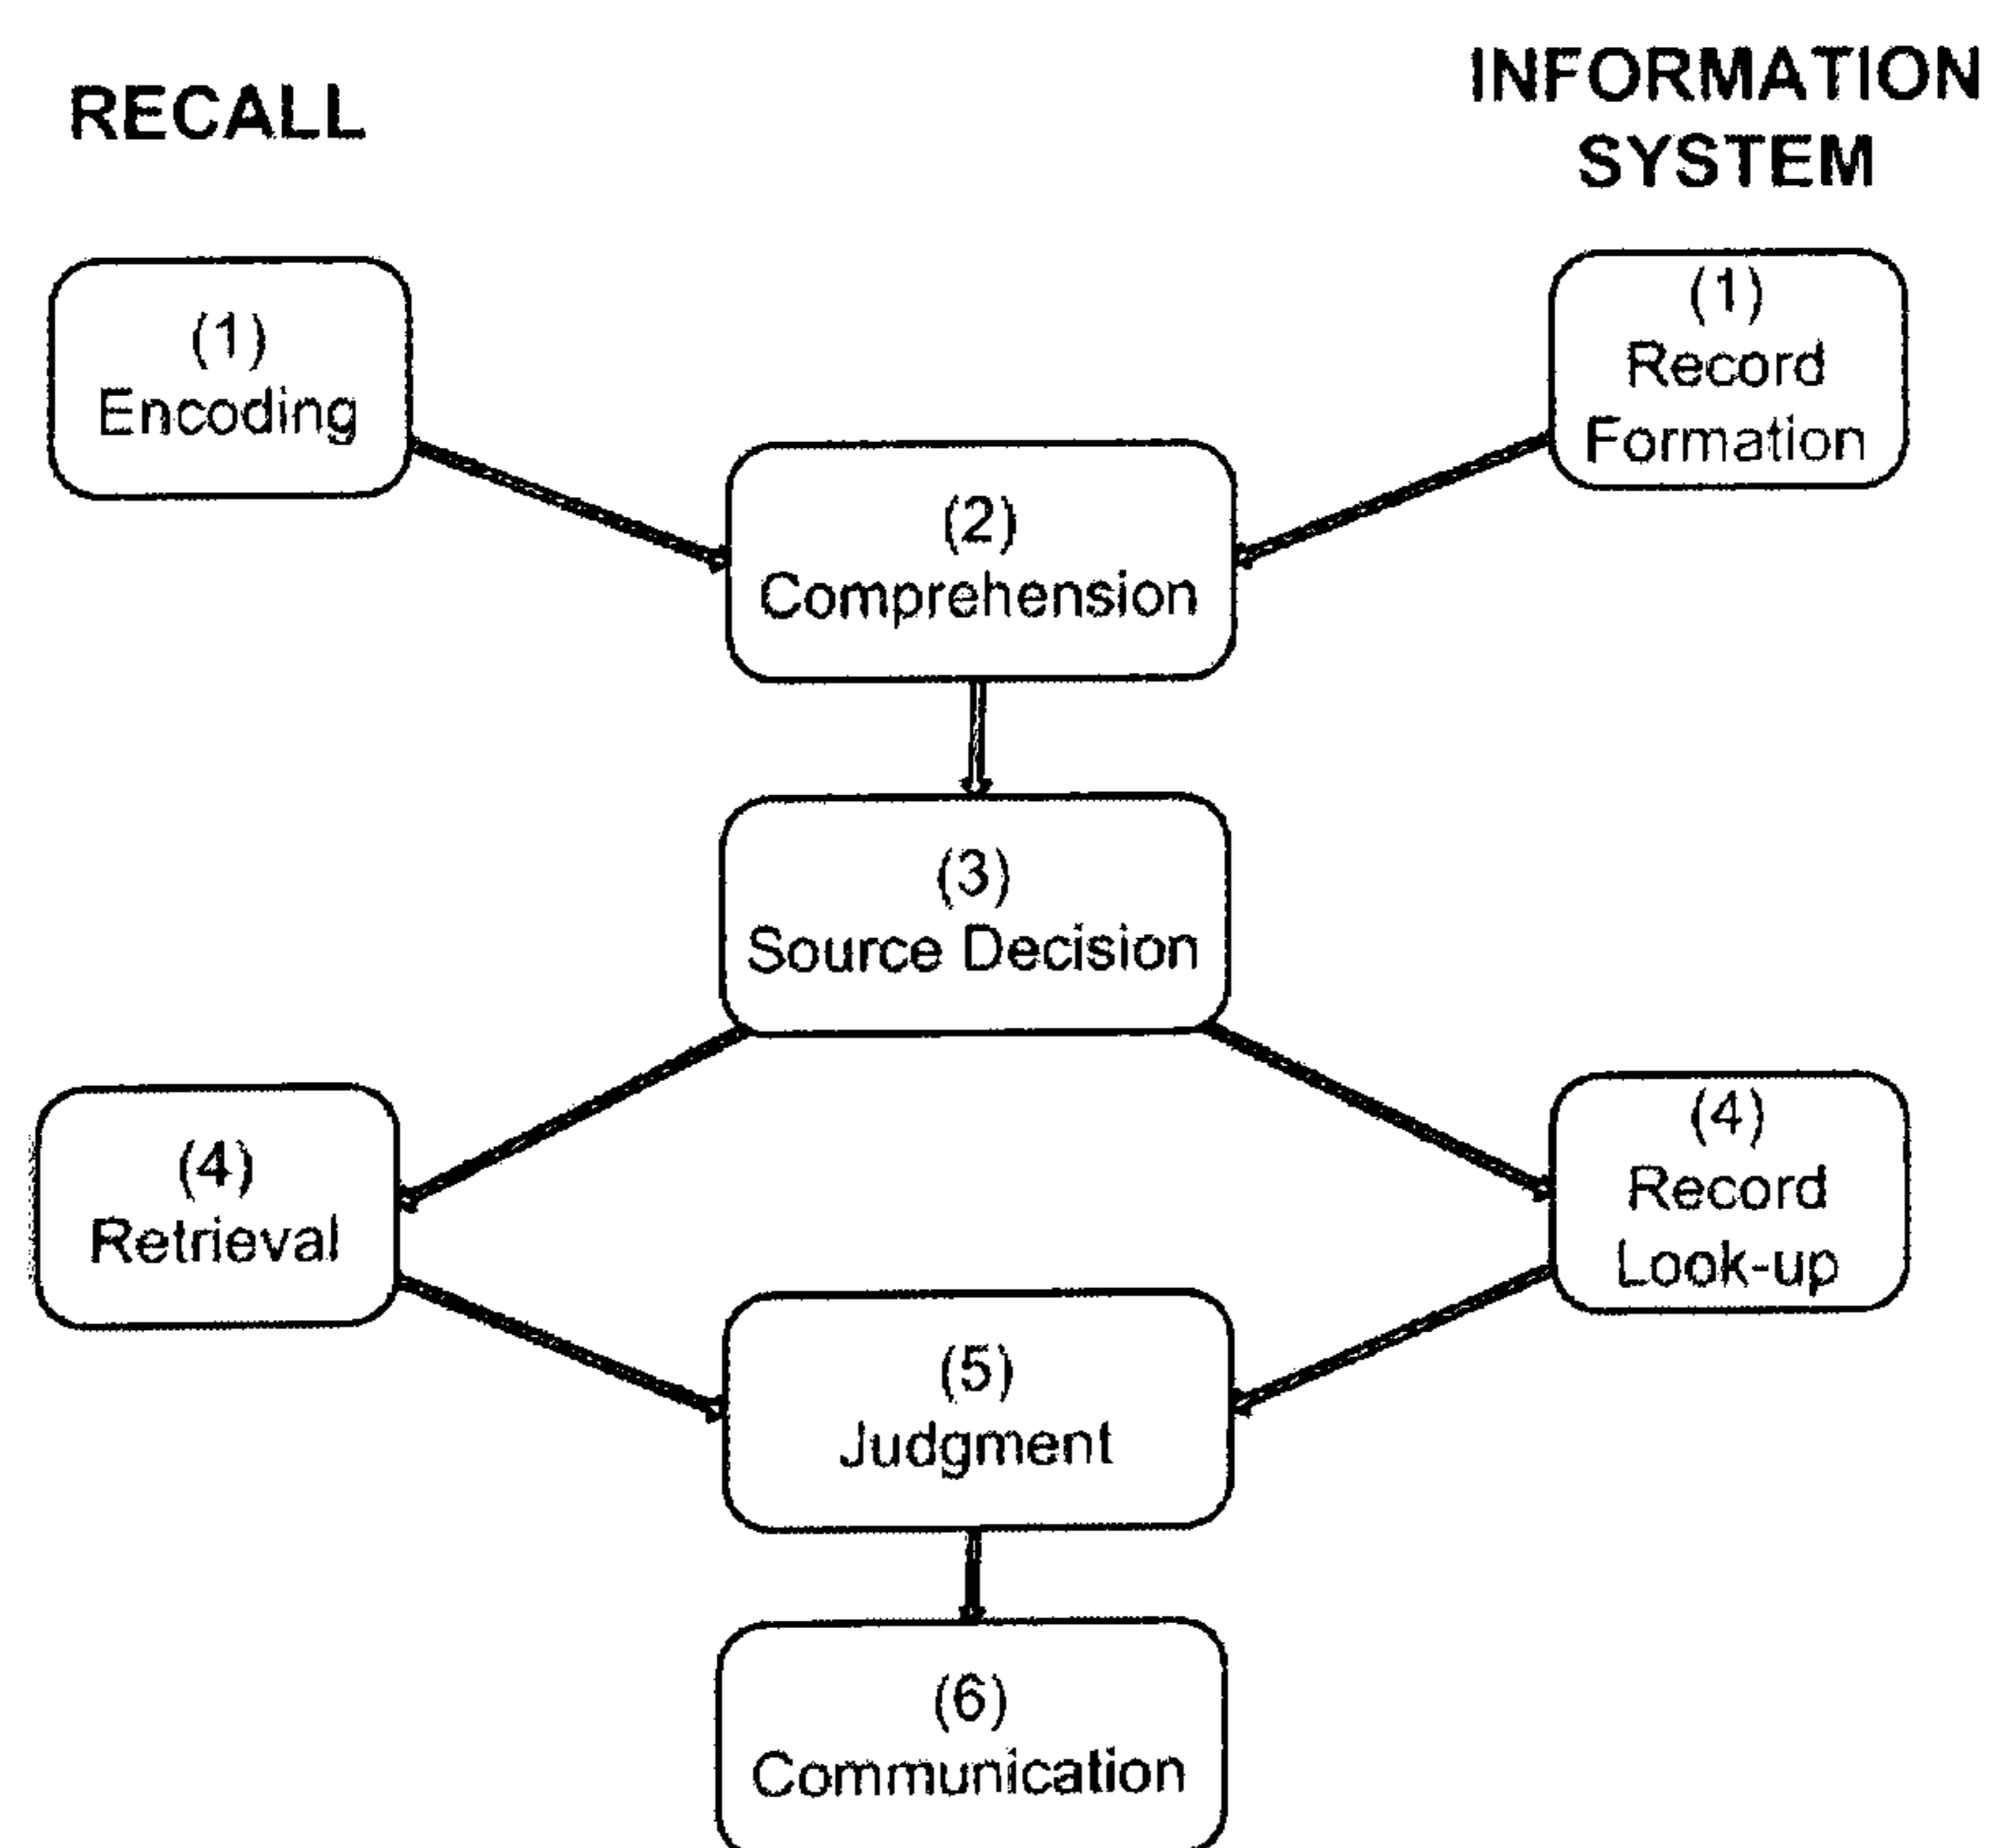 RECALL
INFORMATION
SYSTEM
(1)
Encoding
(1)
Record
Formation
(2)
Comprehension
(3)
Source Decision
(4)
Retrieval
(4)
Record
Look-up
(5)
Judgment
(6)
Communication